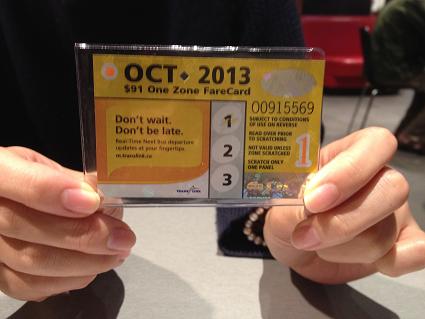 OCT 2013
$91 One Zone FareCard
00915569
Don't wait.
Don't be late.
Real-Time Next Bus departure
updates at your fingertips.
m.translink.ca
1
2
3
SUBJECT TO CONDITIONS
OF USE ON REVERSE
READ OVER PRIOR
TO SCRATCHING
NOT VALID UNLESS
ZONE SCRATCHED
SCRATCH ONLY
ONE PANEL
1
TRANSLINK